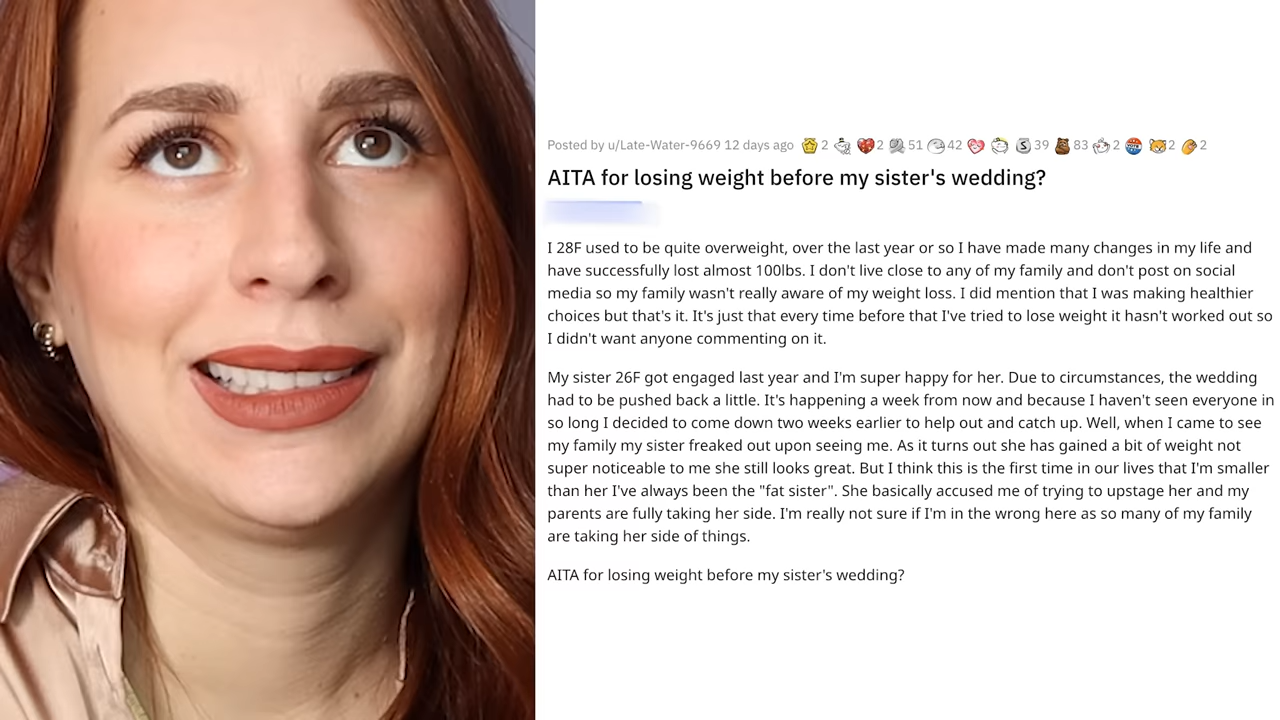 Posted by u/Late-Water-9669 12 days ago 2 2 51 42 39 83 2 2 2
AITA for losing weight before my sister's wedding?
I 28F used to be quite overweight, over the last year or so I have made many changes in my life and
have successfully lost almost 100lbs. I don't live close to any of my family and don't post on social
media so my family wasn't really aware of my weight loss. I did mention that I was making healthier
choices but that's it. It's just that every time before that I've tried to lose weight it hasn't worked out so
I didn't want anyone commenting on it.
My sister 26F got engaged last year and I'm super happy for her. Due to circumstances, the wedding
had to be pushed back a little. It's happening a week from now and because I haven't seen everyone in
so long I decided to come down two weeks earlier to help out and catch up. Well, when I came to see
my family my sister freaked out upon seeing me. As it turns out she has gained a bit of weight not
super noticeable to me she still looks great. But I think this is the first time in our lives that I'm smaller
than her I've always been the "fat sister". She basically accused me of trying to upstage her and my
parents are fully taking her side. I'm really not sure if I'm in the wrong here as so many of my family
are taking her side of things.
AITA for losing weight before my sister's wedding?